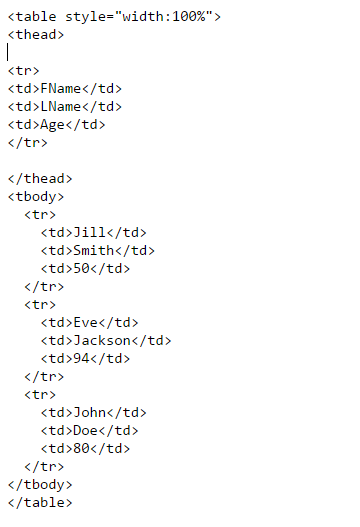 <table style="width:100%">
<thead>

<tr>
<td>FName</td>
<td>LName</td>
<td>Age</td>
</tr>

</thead>
<tbody>
  <tr>
    <td>Jill</td>
    <td>Smith</td>
    <td>50</td>
  </tr>
  <tr>
    <td>Eve</td>
    <td>Jackson</td>
    <td>94</td>
  </tr>
  <tr>
    <td>John</td>
    <td>Doe</td>
    <td>80</td>
  </tr>
</tbody>
</table>